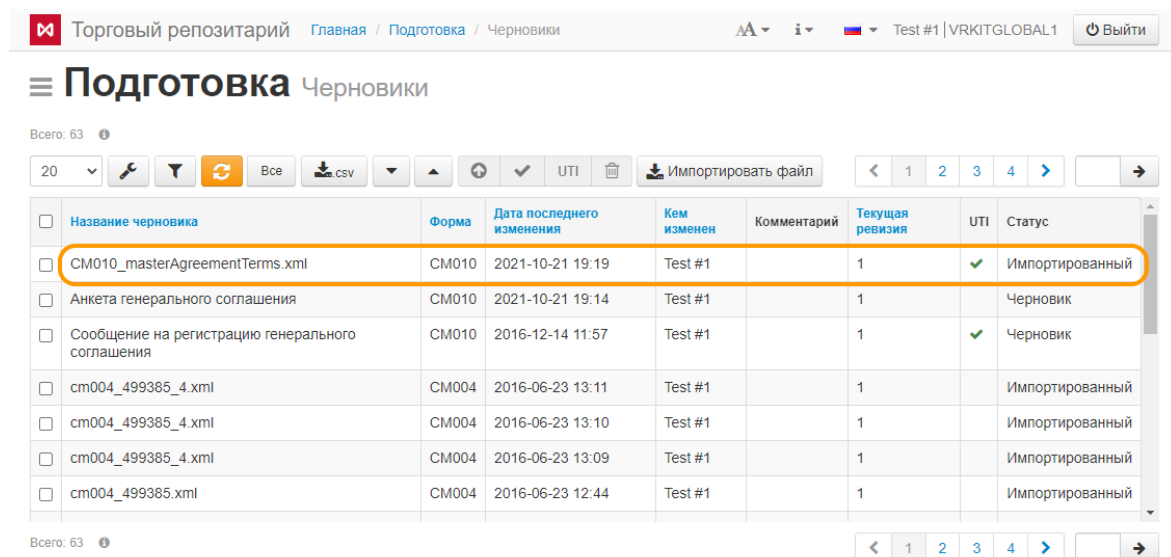 Торговый репозитарий Главная / Подготовка / Черновики AA i Test #1 | VRKITGLOBAL1 Выйти
Подготовка Черновики
Всего: 63
20 Все .csv UTI Импортировать файл 1 2 3 4
Название черновика Форма Дата последнего изменения Кем изменен Комментарий Текущая ревизия UTI Статус
CM010_masterAgreementTerms.xml CM010 2021-10-21 19:19 Test #1 1 Импортированный
Анкета генерального соглашения CM010 2021-10-21 19:14 Test #1 1 Черновик
Сообщение на регистрацию генерального CM010 2016-12-14 11:57 Test #1 1 Черновик
соглашения
cm004_499385_4.xml CM004 2016-06-23 13:11 Test #1 1 Импортированный
cm004_499385_4.xml CM004 2016-06-23 13:10 Test #1 1 Импортированный
cm004_499385_4.xml CM004 2016-06-23 13:09 Test #1 1 Импортированный
cm004_499385.xml CM004 2016-06-23 12:44 Test #1 1 Импортированный
Всего: 63 1 2 3 4